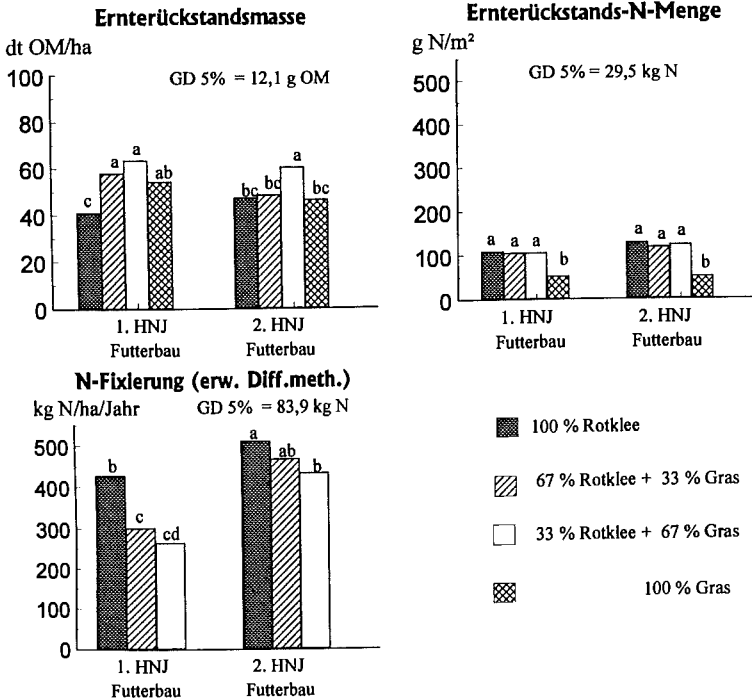 Ernterückstandsmasse
dt OM/ha
GD 5% = 12,1 g OM
100
80
60
40
20
0
c
a
a
ab
bc
bc
a
bc
1. HNJ
Futterbau
2. HNJ
Futterbau
Ernterückstands-N-Menge
g N/m²
GD 5% = 29,5 kg N
500
400
300
200
100
0
a
a
a
b
a
a
a
b
1. HNJ
Futterbau
2. HNJ
Futterbau
N-Fixierung (erw. Diff.meth.)
kg N/ha/Jahr
GD 5% = 83,9 kg N
500
400
300
200
100
0
b
c
cd
a
ab
b
1. HNJ
Futterbau
2. HNJ
Futterbau
100 % Rotklee
67 % Rotklee + 33 % Gras
33 % Rotklee + 67 % Gras
100 % Gras